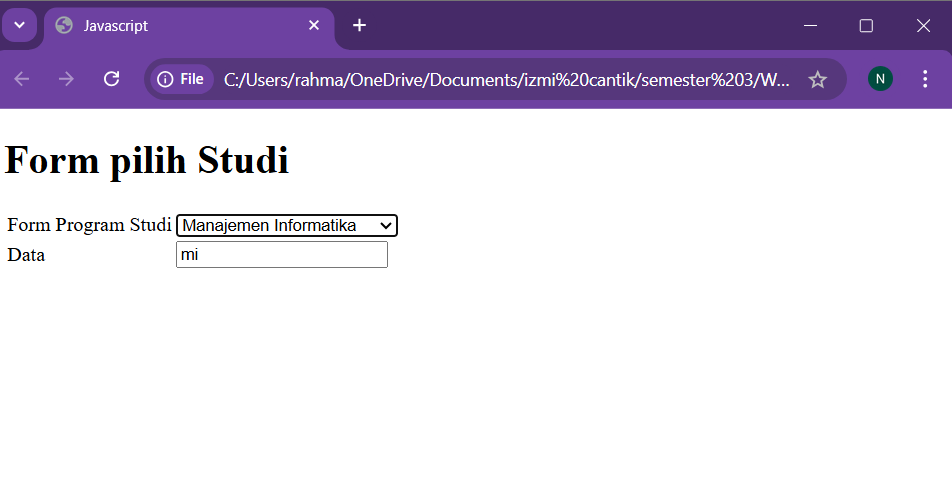 Javascript
File C:/Users/rahma/OneDrive/Documents/izmi%20cantik/semester%203/W...
N
Form pilih Studi
Form Program Studi Manajemen Informatika
Data mi